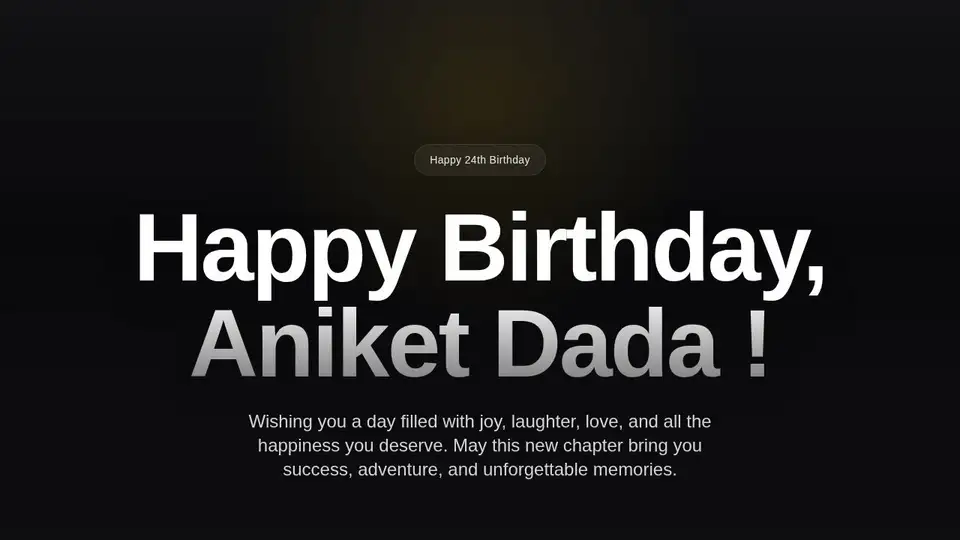 Happy 24th Birthday
Happy Birthday,
Aniket Dada !
Wishing you a day filled with joy, laughter, love, and all the
happiness you deserve. May this new chapter bring you
success, adventure, and unforgettable memories.